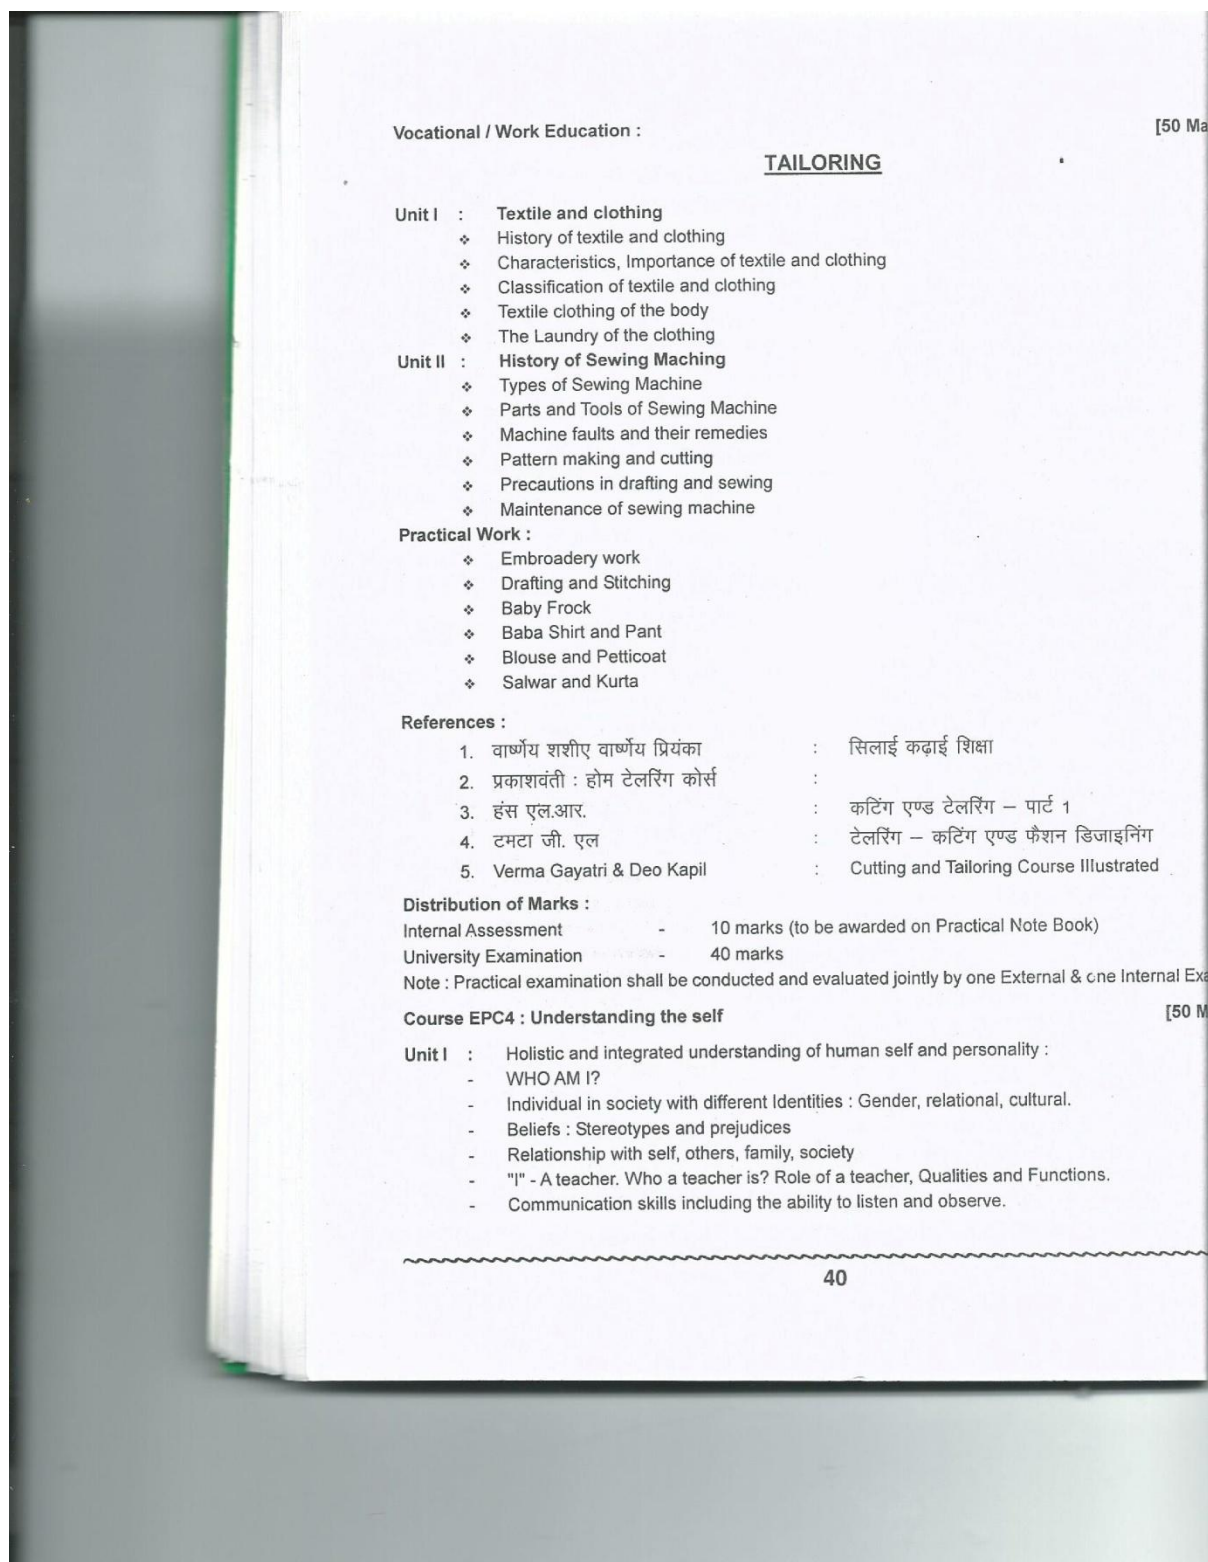 Vocational / Work Education : [50 Ma
TAILORING
Unit I : Textile and clothing
❖ History of textile and clothing
❖ Characteristics, Importance of textile and clothing
❖ Classification of textile and clothing
❖ Textile clothing of the body
❖ The Laundry of the clothing
Unit II : History of Sewing Maching
❖ Types of Sewing Machine
❖ Parts and Tools of Sewing Machine
❖ Machine faults and their remedies
❖ Pattern making and cutting
❖ Precautions in drafting and sewing
❖ Maintenance of sewing machine
Practical Work :
❖ Embroadery work
❖ Drafting and Stitching
❖ Baby Frock
❖ Baba Shirt and Pant
❖ Blouse and Petticoat
❖ Salwar and Kurta
References :
1. वार्ष्णेय शशीए वार्ष्णेय प्रियंका : सिलाई कढ़ाई शिक्षा
2. प्रकाशवंती : होम टेलरिंग कोर्स :
3. हंस एल.आर. : कटिंग एण्ड टेलरिंग – पार्ट 1
4. टमटा जी. एल : टेलरिंग – कटिंग एण्ड फैशन डिजाइनिंग
5. Verma Gayatri & Deo Kapil : Cutting and Tailoring Course Illustrated
Distribution of Marks :
Internal Assessment - 10 marks (to be awarded on Practical Note Book)
University Examination - 40 marks
Note : Practical examination shall be conducted and evaluated jointly by one External & one Internal Exa
Course EPC4 : Understanding the self [50 M
Unit I : Holistic and integrated understanding of human self and personality :
- WHO AM I?
- Individual in society with different Identities : Gender, relational, cultural.
- Beliefs : Stereotypes and prejudices
- Relationship with self, others, family, society
- "I" - A teacher. Who a teacher is? Role of a teacher, Qualities and Functions.
- Communication skills including the ability to listen and observe.
40